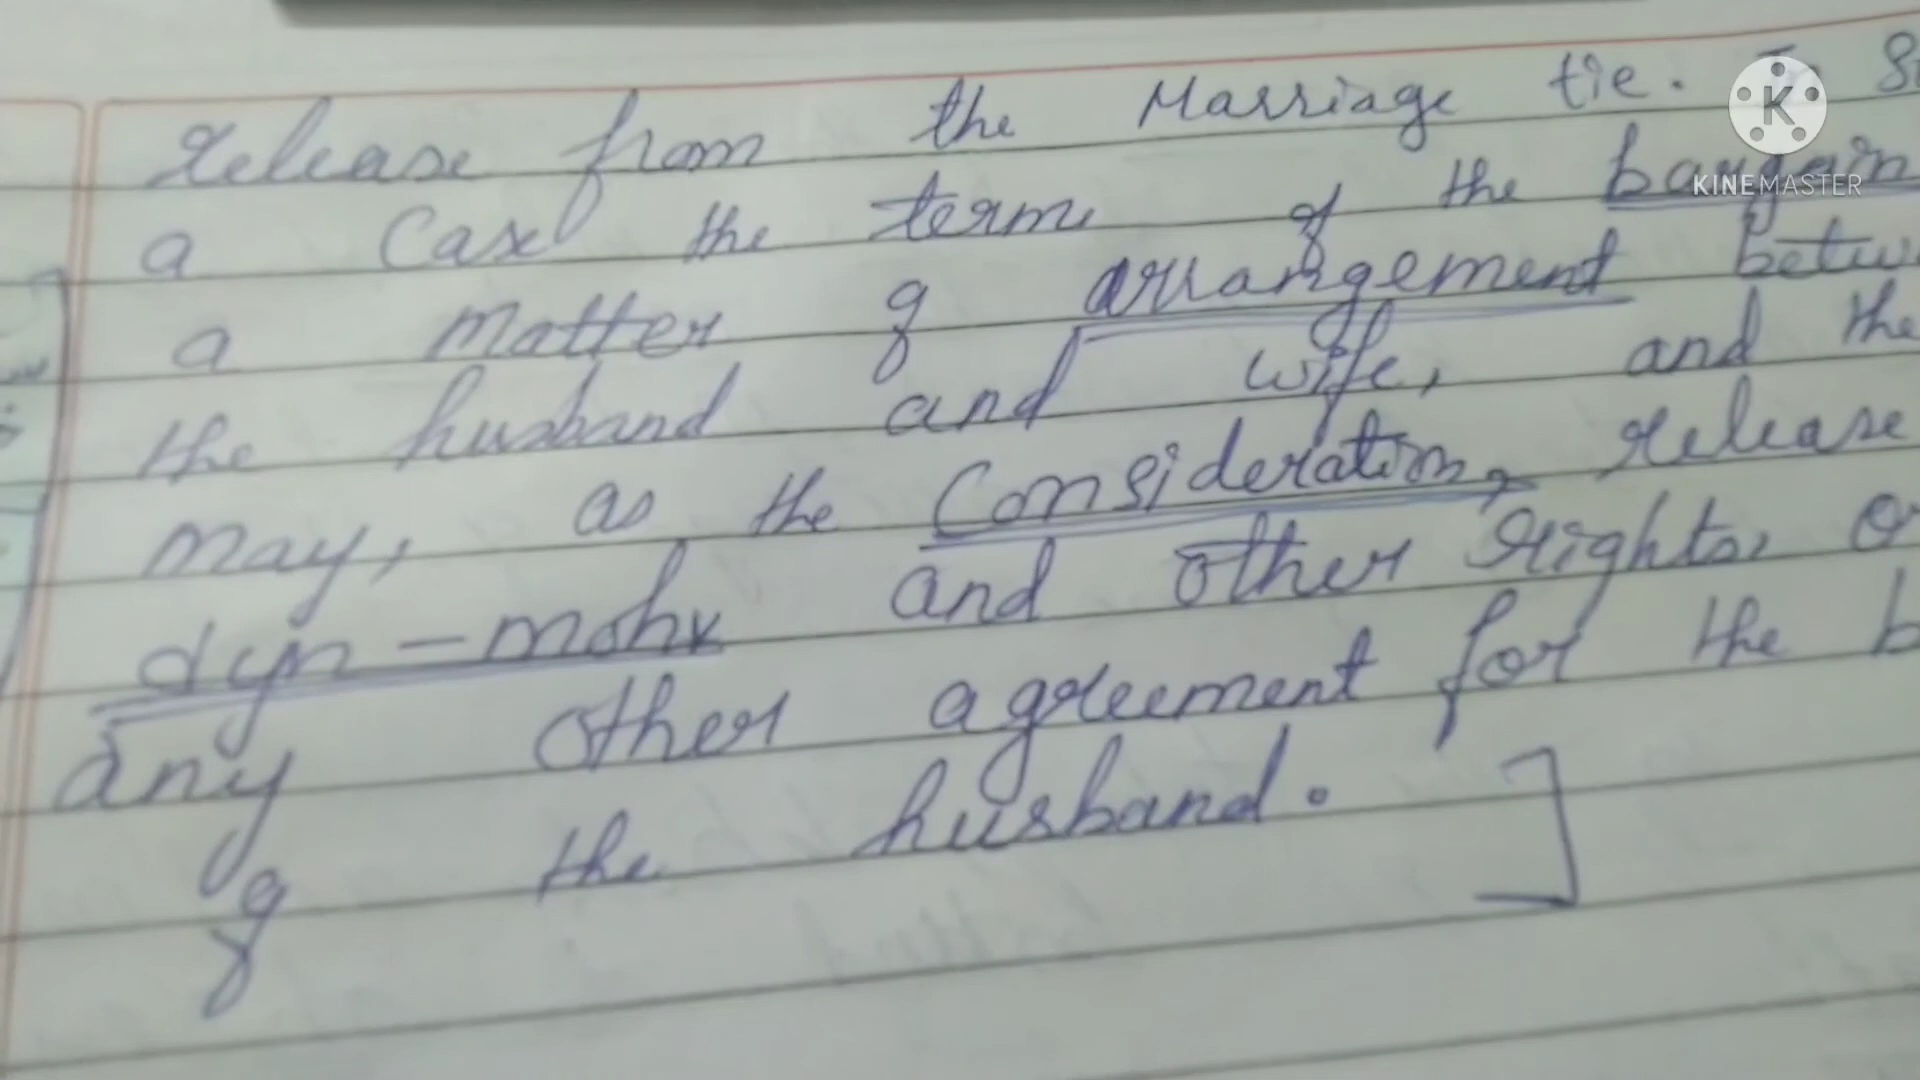 release from the Marriage tie.
a Case the term of the bargain
a matter of arrangement betwe
the husband and wife, and the
may, as the Consideration, release
dyn-mohr and other rights, or
any other agreement for the b
of the husband.
KINEMASTER